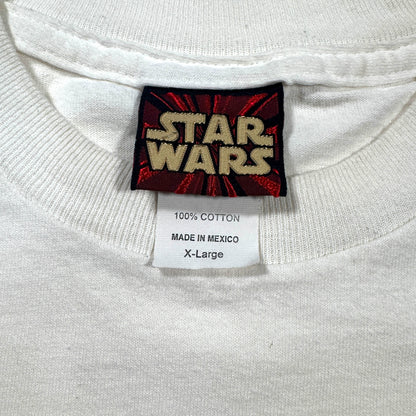 STAR
WARS
100% COTTON
MADE IN MEXICO
X-Large